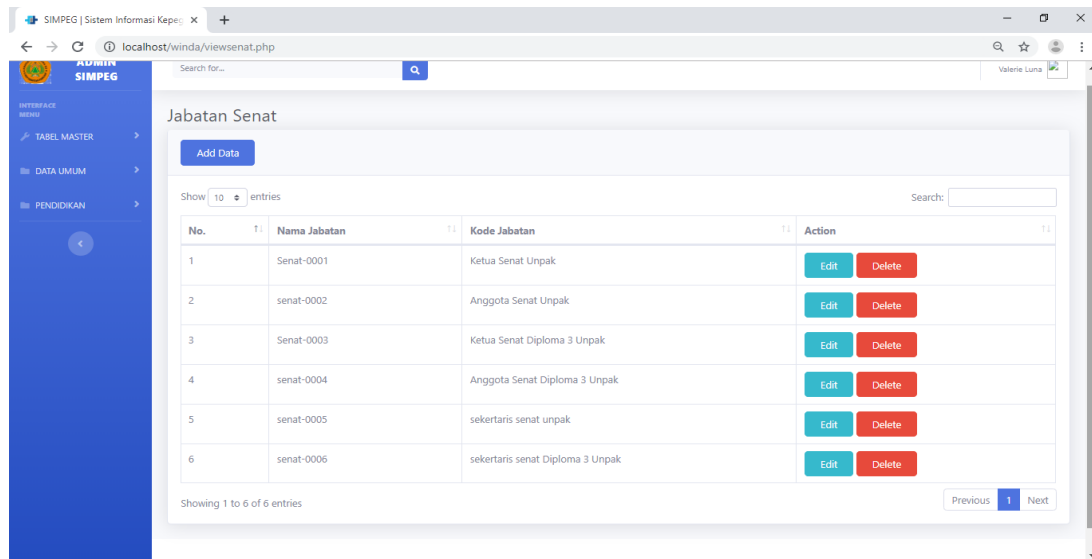 SIMPEG | Sistem Informasi Kepeg
localhost/winda/viewsenat.php
ADMIN
SIMPEG
Search for...
Valerie Luna
INTERFACE
MENU
TABEL MASTER
DATA UMUM
PENDIDIKAN
Jabatan Senat
Add Data
Show 10 entries
Search:
No. Nama Jabatan Kode Jabatan Action
1 Senat-0001 Ketua Senat Unpak Edit Delete
2 senat-0002 Anggota Senat Unpak Edit Delete
3 Senat-0003 Ketua Senat Diploma 3 Unpak Edit Delete
4 senat-0004 Anggota Senat Diploma 3 Unpak Edit Delete
5 senat-0005 sekertaris senat unpak Edit Delete
6 senat-0006 sekertaris senat Diploma 3 Unpak Edit Delete
Showing 1 to 6 of 6 entries
Previous 1 Next